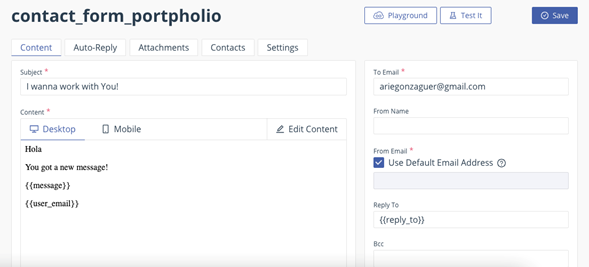 contact_form_portpholio
Playground
Test It
Save
Content
Auto-Reply
Attachments
Contacts
Settings
Subject *
I wanna work with You!
Content *
Desktop
Mobile
Edit Content
Hola
You got a new message!
{{message}}
{{user_email}}
To Email *
ariegonzaguer@gmail.com
From Name
From Email *
Use Default Email Address
Reply To
{{reply_to}}
Bcc